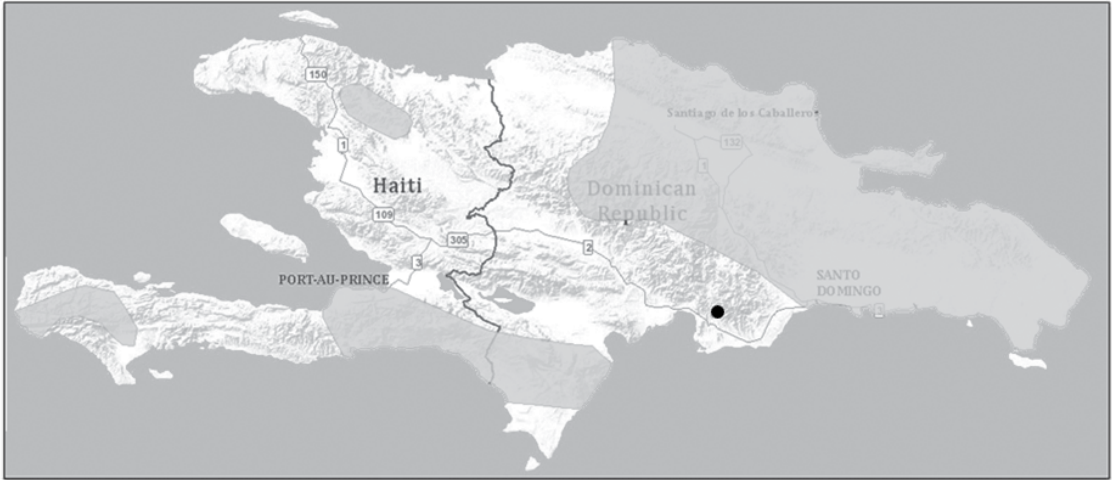 150
Santiago de los Caballeros
132
1
1
Haiti
Dominican
Republic
109
305
2
3
PORT-AU-PRINCE
SANTO
DOMINGO